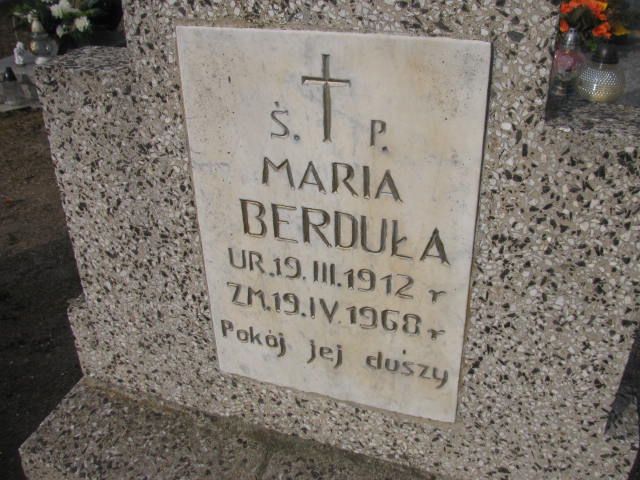 Ś. P.
MARIA
BERDUŁA
UR.19.III.1912 r
ZM.19.IV.1968 r
Pokój jej duszy